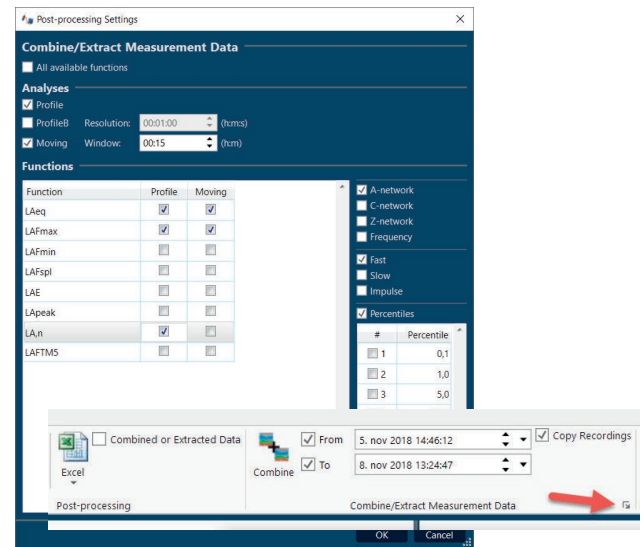 Post-processing Settings
Combine/Extract Measurement Data
All available functions
Analyses
Profile
ProfileB Resolution: 00:01:00 (h:m:s)
Moving Window: 00:15 (h:m)
Functions
Function Profile Moving
LAeq
LAFmax
LAFmin
LAFspl
LAE
LApeak
LA,n
LAFTM5
A-network
C-network
Z-network
Frequency
Fast
Slow
Impulse
Percentiles
# Percentile
1 0,1
2 1,0
3 5,0
Excel
Combined or Extracted Data
Post-processing
Combine
From 5. nov 2018 14:46:12
To 8. nov 2018 13:24:47
Copy Recordings
Combine/Extract Measurement Data
OK Cancel